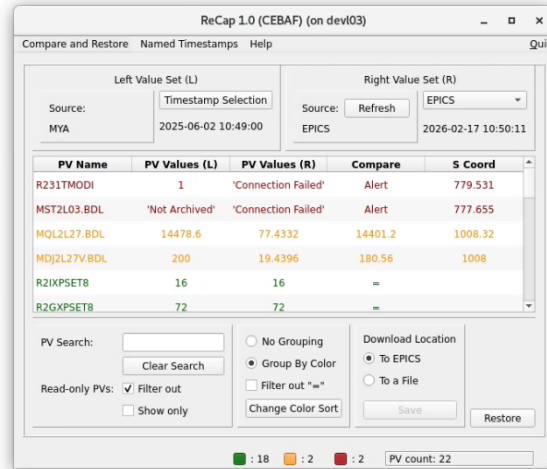 ReCap 1.0 (CEBAF) (on devl03)
Compare and Restore Named Timestamps Help Qui
Left Value Set (L) Right Value Set (R)
Source: Timestamp Selection Source: Refresh EPICS
MYA 2025-06-02 10:49:00 EPICS 2026-02-17 10:50:11
PV Name PV Values (L) PV Values (R) Compare S Coord
R231TMODI 1 'Connection Failed' Alert 779.531
MST2L03.BDL 'Not Archived' 'Connection Failed' Alert 777.655
MQL2L27.BDL 14478.6 77.4332 14401.2 1008.32
MDJ2L27V.BDL 200 19.4396 180.56 1008
R2IXPSET8 16 16 =
R2GXPSET8 72 72 =
PV Search: No Grouping Download Location
Clear Search Group By Color To EPICS
Read-only PVs: Filter out Filter out "=" To a File
Show only Change Color Sort Save Restore
: 18 : 2 : 2 PV count: 22